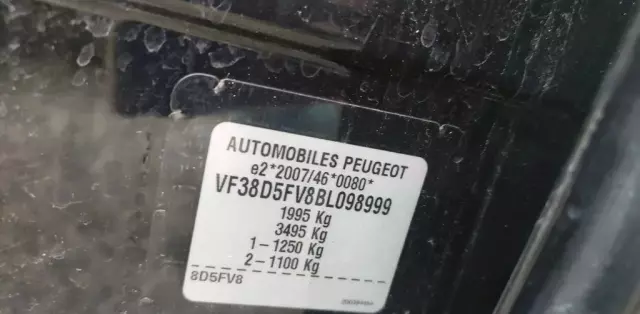 AUTOMOBILES PEUGEOT
e2*2007/46*0080*
VF38D5FV8BL098999
1995 Kg
3495 Kg
1-1250 Kg
2-1100 Kg
8D5FV8